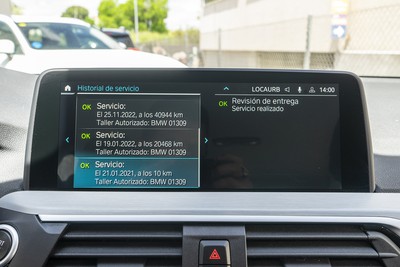 Historial de servicio
LOCAURB 14:00
OK Servicio:
El 25.11.2022, a los 40944 km
Taller Autorizado: BMW 01309
OK Servicio:
El 19.01.2022, a los 20468 km
Taller Autorizado: BMW 01309
OK Servicio:
El 21.01.2021, a los 10 km
Taller Autorizado: BMW 01309
OK Revisión de entrega
Servicio realizado